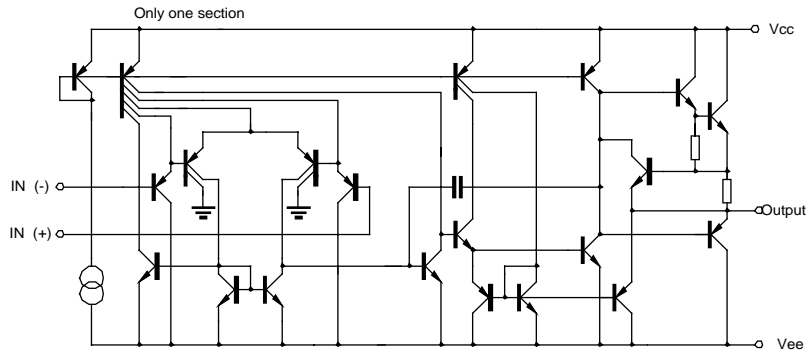 Only one section
Vcc
IN (-)
Output
IN (+)
Vee